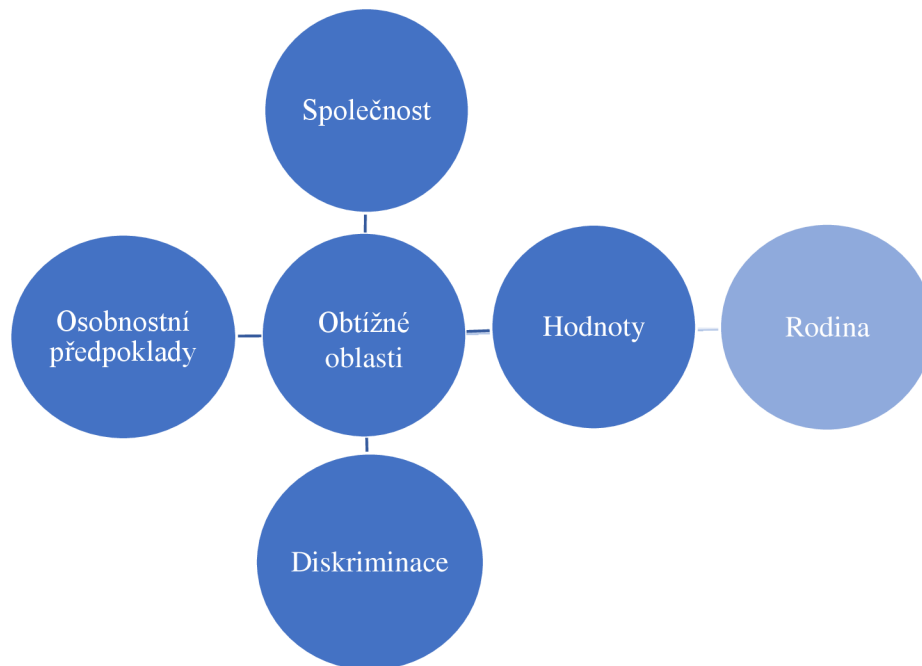 Společnost
Osobnostní
předpoklady
Obtížné
oblasti
Hodnoty
Rodina
Diskriminace